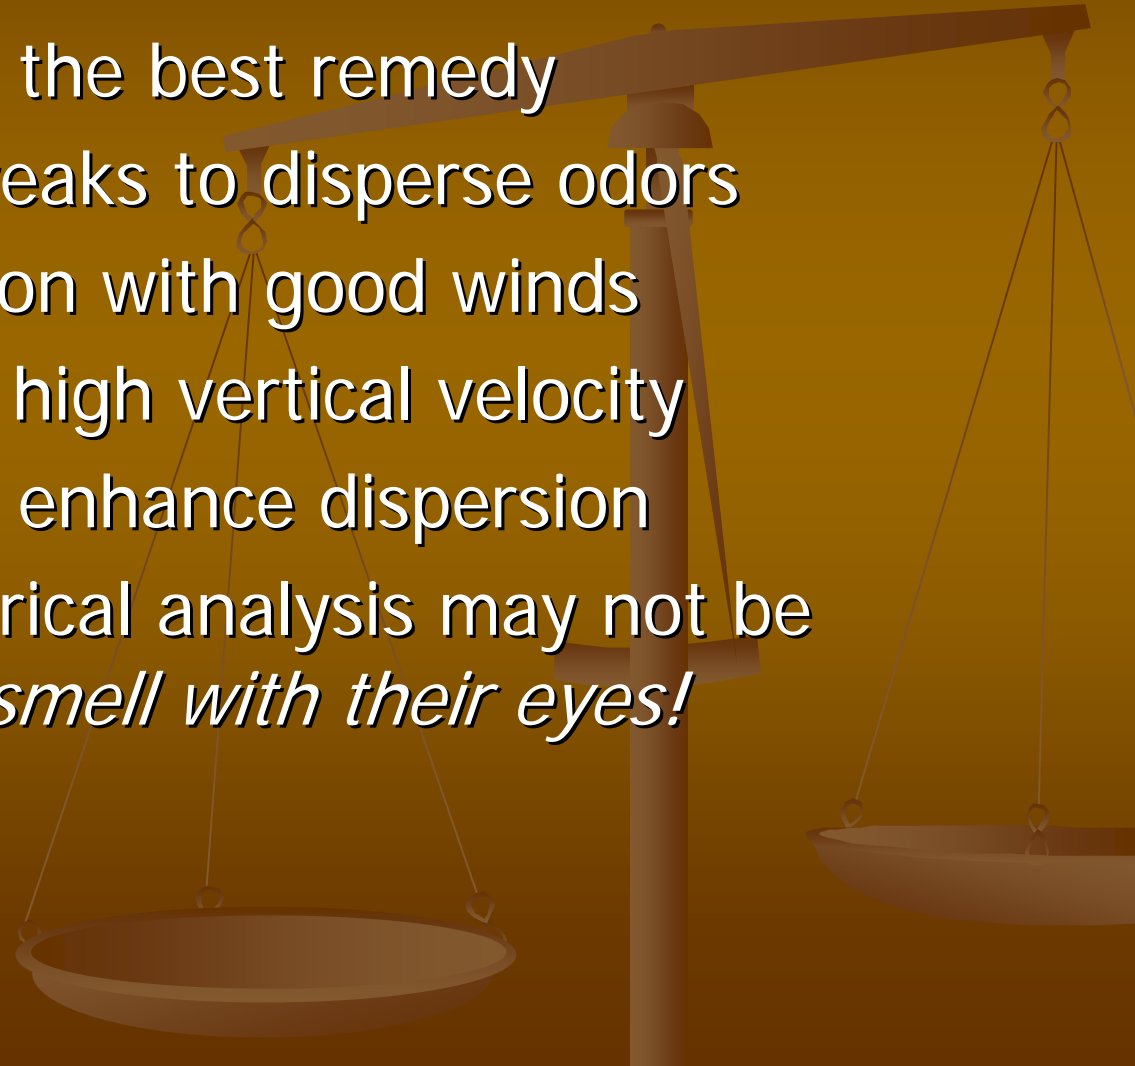 the best remedy
eaks to disperse odors
on with good winds
high vertical velocity
enhance dispersion
rical analysis may not be
smell with their eyes!